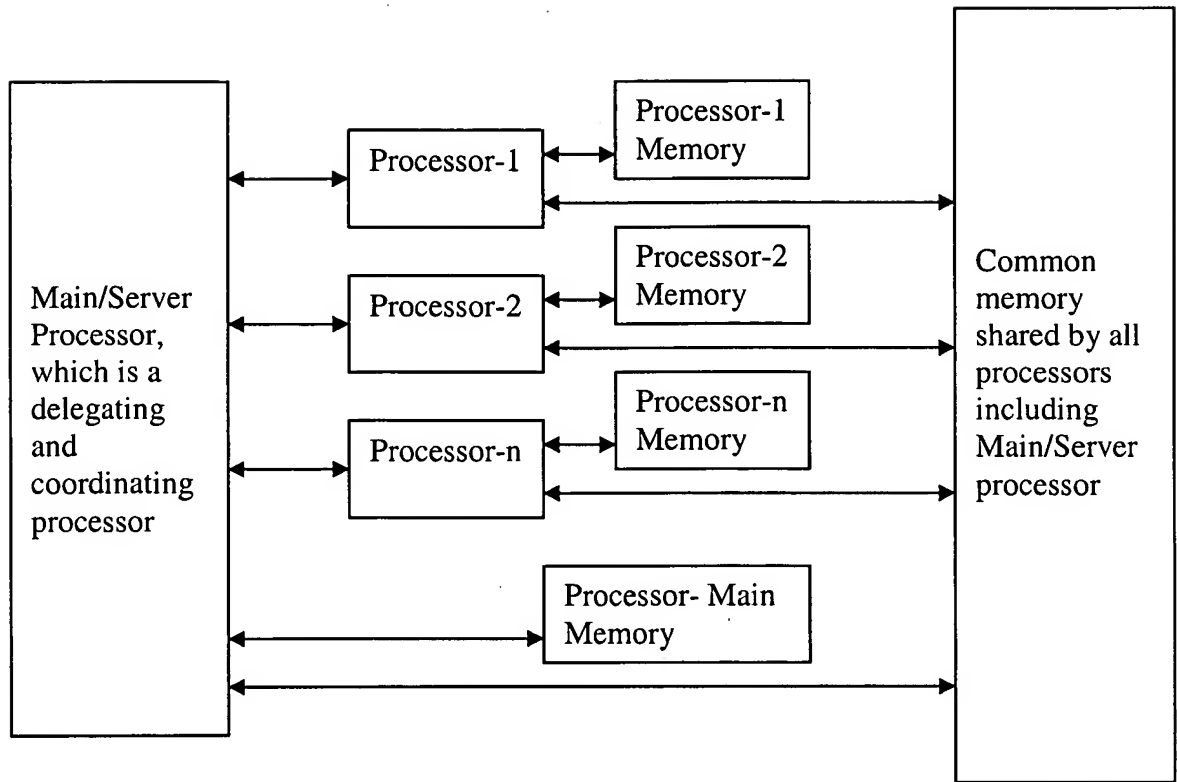 Main/Server
Processor,
which is a
delegating
and
coordinating
processor
Processor-1
Processor-1
Memory
Processor-2
Processor-2
Memory
Processor-n
Processor-n
Memory
Processor- Main
Memory
Common
memory
shared by all
processors
including
Main/Server
processor